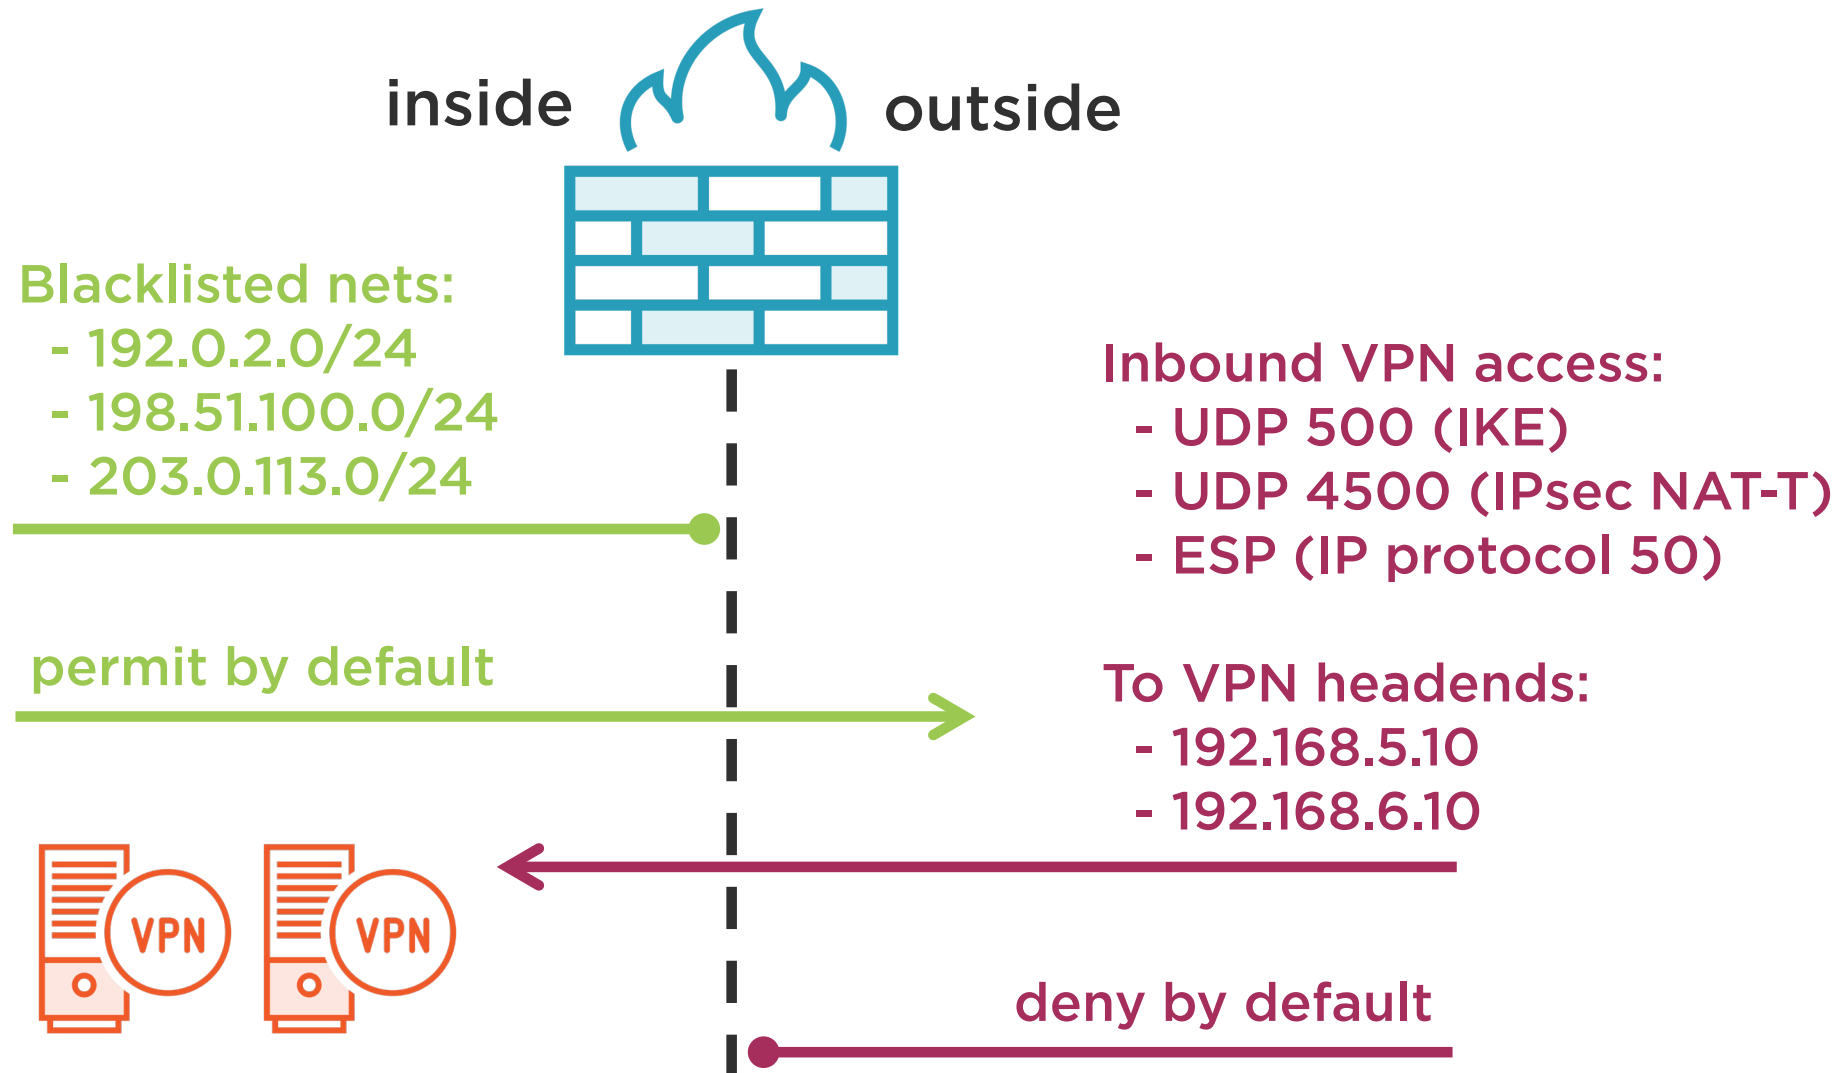 inside
outside
Blacklisted nets:
- 192.0.2.0/24
- 198.51.100.0/24
- 203.0.113.0/24
permit by default
Inbound VPN access:
- UDP 500 (IKE)
- UDP 4500 (IPsec NAT-T)
- ESP (IP protocol 50)
To VPN headends:
- 192.168.5.10
- 192.168.6.10
VPN
VPN
deny by default